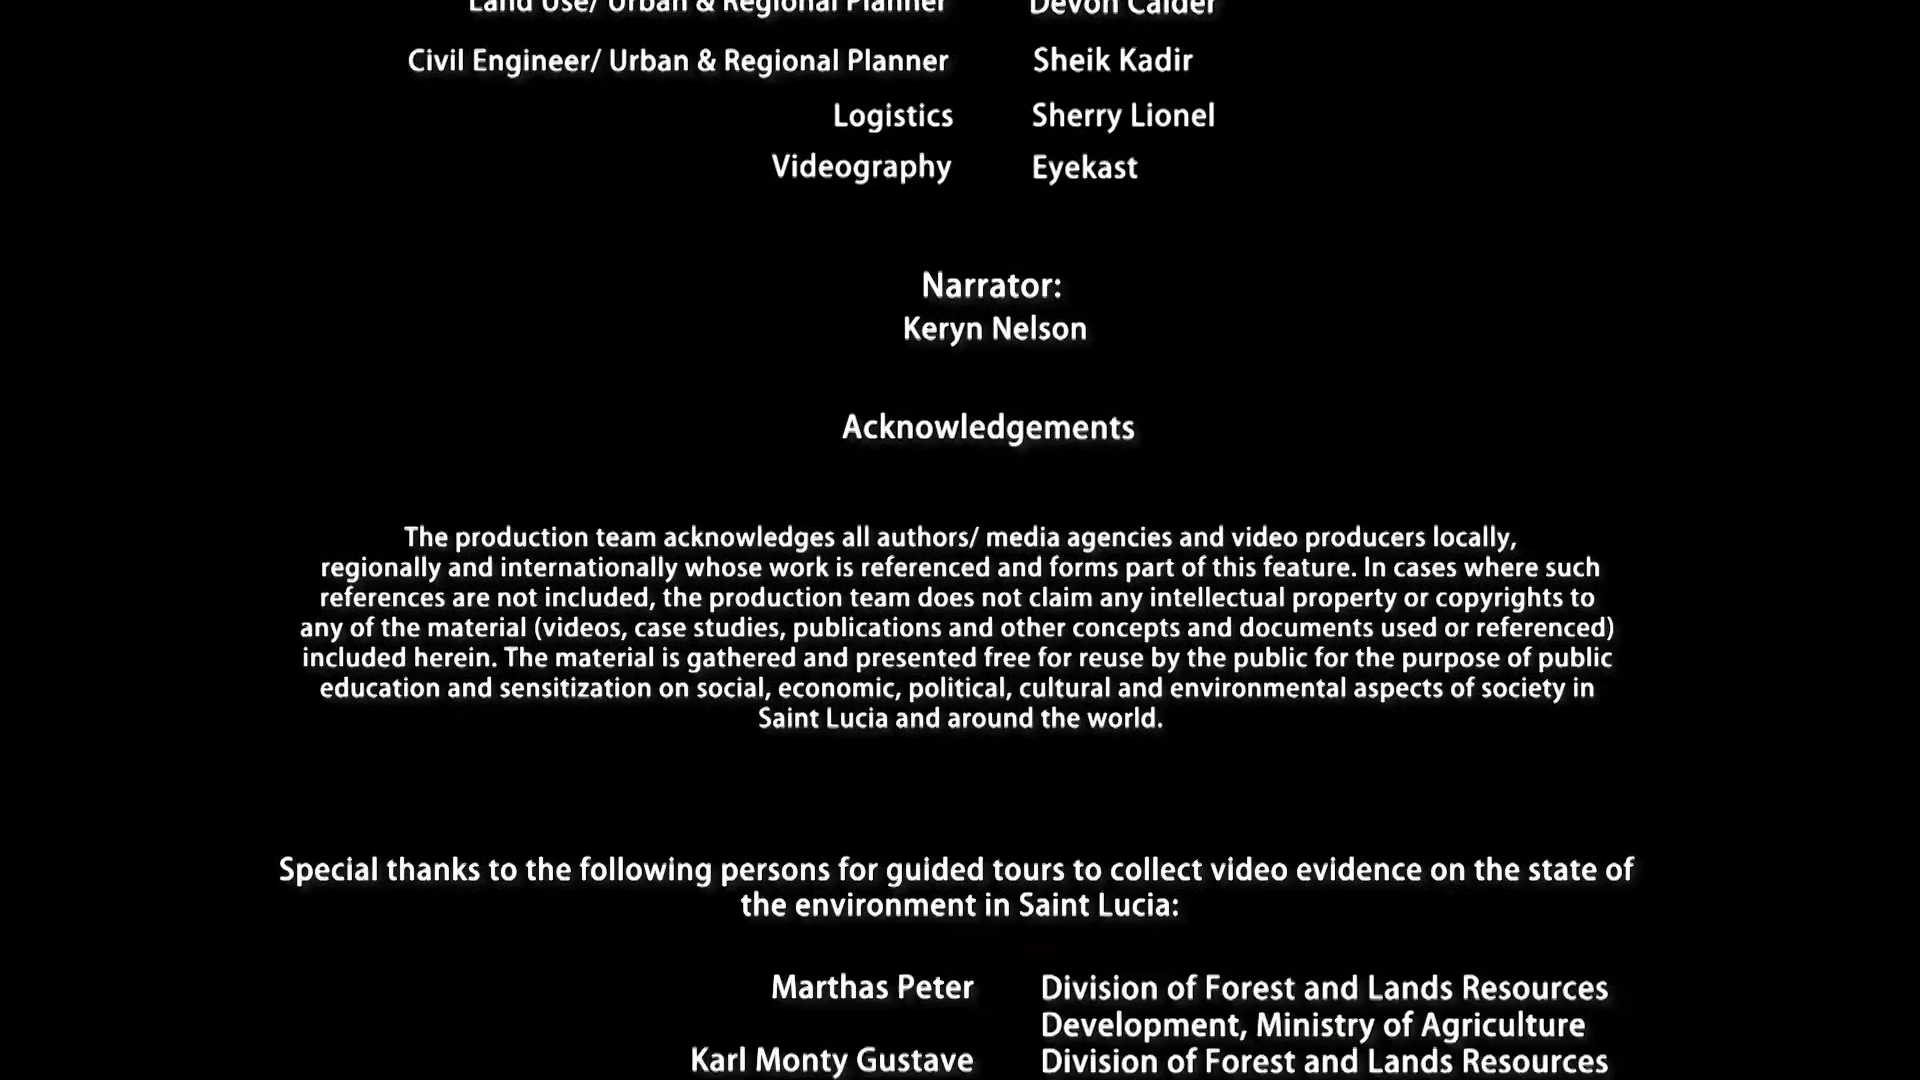 Land Use/ Urban & Regional Planner Devon Calder
Civil Engineer/ Urban & Regional Planner Sheik Kadir
Logistics Sherry Lionel
Videography Eyekast
Narrator:
Keryn Nelson
Acknowledgements
The production team acknowledges all authors/ media agencies and video producers locally,
regionally and internationally whose work is referenced and forms part of this feature. In cases where such
references are not included, the production team does not claim any intellectual property or copyrights to
any of the material (videos, case studies, publications and other concepts and documents used or referenced)
included herein. The material is gathered and presented free for reuse by the public for the purpose of public
education and sensitization on social, economic, political, cultural and environmental aspects of society in
Saint Lucia and around the world.
Special thanks to the following persons for guided tours to collect video evidence on the state of
the environment in Saint Lucia:
Marthas Peter Division of Forest and Lands Resources
Development, Ministry of Agriculture
Karl Monty Gustave Division of Forest and Lands Resources